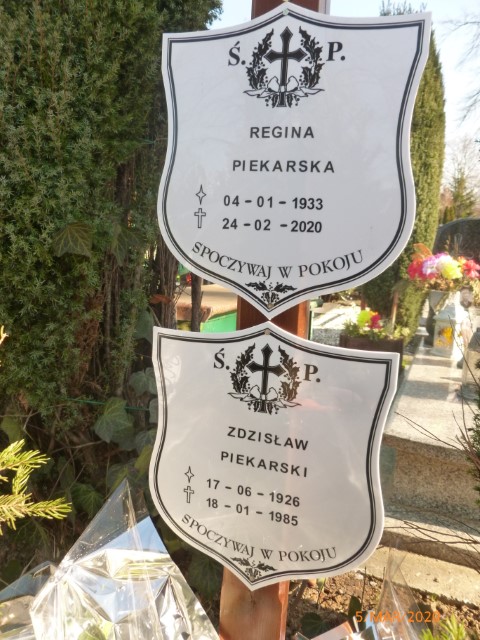 Ś. P.
REGINA
PIEKARSKA
04 - 01 - 1933
24 - 02 - 2020
SPOCZYWAJ W POKOJU
Ś. P.
ZDZISŁAW
PIEKARSKI
17 - 06 - 1926
18 - 01 - 1985
SPOCZYWAJ W POKOJU